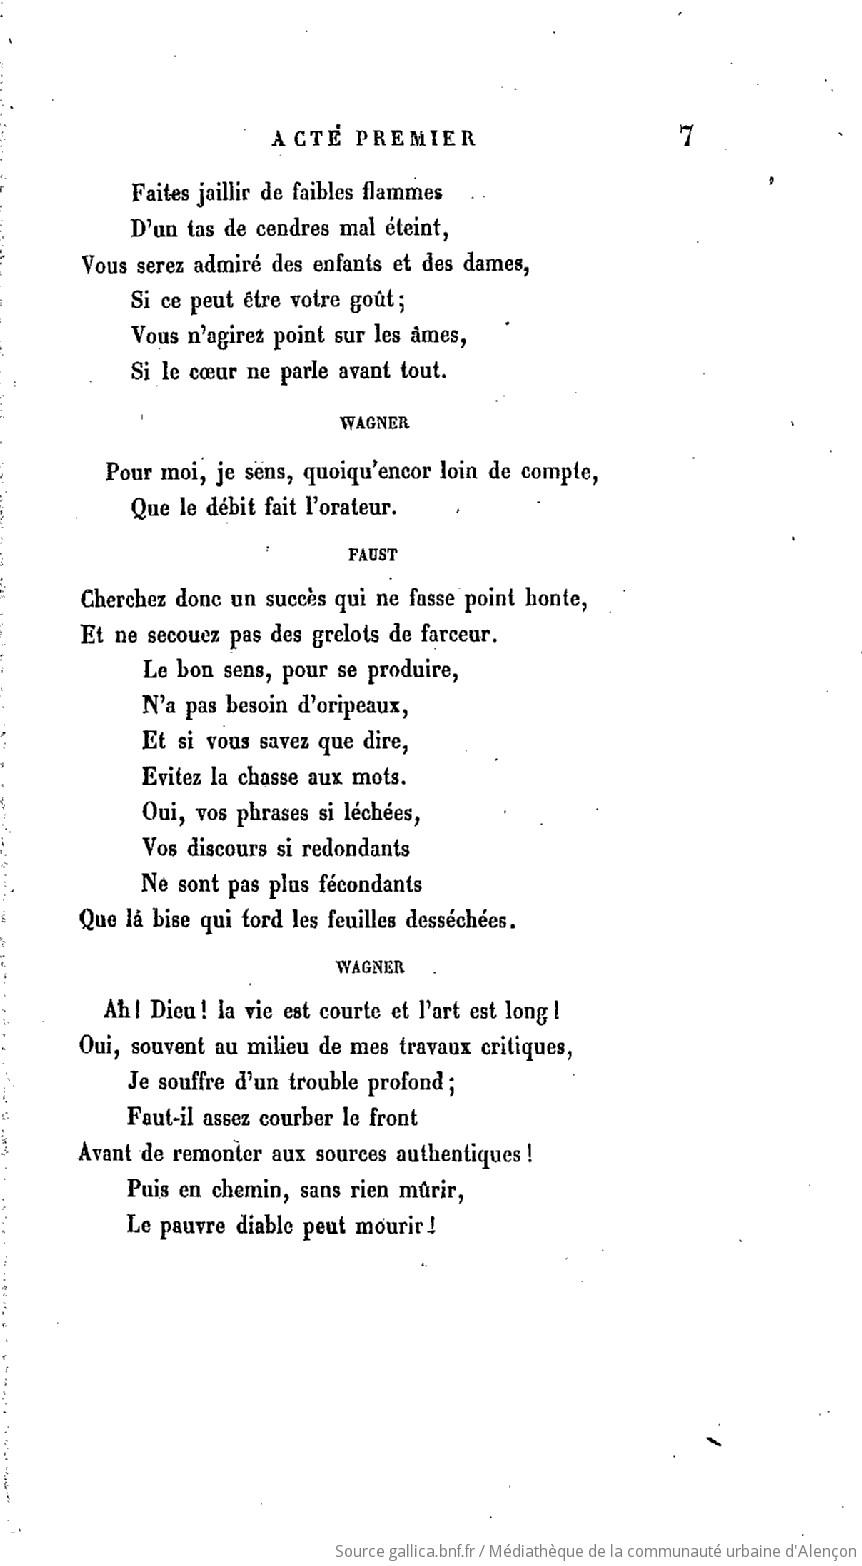 ACTE PREMIER 7
Faites jaillir de faibles flammes
D'un tas de cendres mal éteint,
Vous serez admiré des enfants et des dames,
Si ce peut être votre goût;
Vous n'agirez point sur les âmes,
Si le cœur ne parle avant tout.
WAGNER
Pour moi, je sens, quoiqu'encor loin de compte,
Que le débit fait l'orateur.
FAUST
Cherchez donc un succès qui ne fasse point honte,
Et ne secouez pas des grelots de farceur.
Le bon sens, pour se produire,
N'a pas besoin d'oripeaux,
Et si vous savez que dire,
Evitez la chasse aux mots.
Oui, vos phrases si léchées,
Vos discours si redondants
Ne sont pas plus fécondants
Que la bise qui tord les feuilles desséchées.
WAGNER
Ah! Dieu! la vie est courte et l'art est long!
Oui, souvent au milieu de mes travaux critiques,
Je souffre d'un trouble profond;
Faut-il assez courber le front
Avant de remonter aux sources authentiques!
Puis en chemin, sans rien mûrir,
Le pauvre diable peut mourir!
Source gallica.bnf.fr / Médiathèque de la communauté urbaine d'Alençon